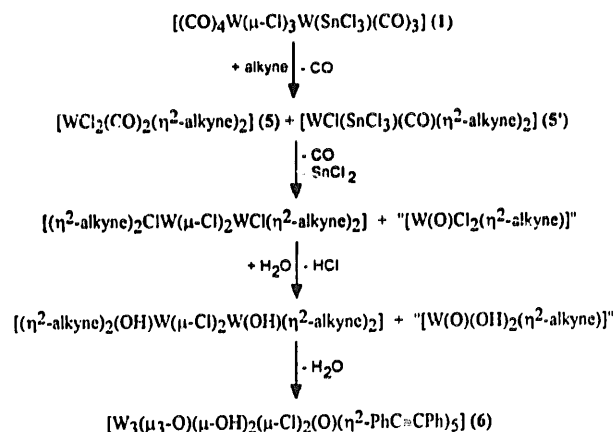 [(CO)₄W(μ-Cl)₃W(SnCl₃)(CO)₃] (1)
+ alkyne - CO
[WCl₂(CO)₂(η²-alkyne)₂] (5) + [WCl(SnCl₃)(CO)(η²-alkyne)₂] (5')
- CO
- SnCl₂
[(η²-alkyne)₂ClW(μ-Cl)₂WCl(η²-alkyne)₂] + "[W(O)Cl₂(η²-alkyne)]"
+ H₂O - HCl
[(η²-alkyne)₂(OH)W(μ-Cl)₂W(OH)(η²-alkyne)₂] + "[W(O)(OH)₂(η²-alkyne)]"
- H₂O
[W₃(μ₃-O)(μ-OH)₂(μ-Cl)₂(O)(η²-PhC≡CPh)₅] (6)